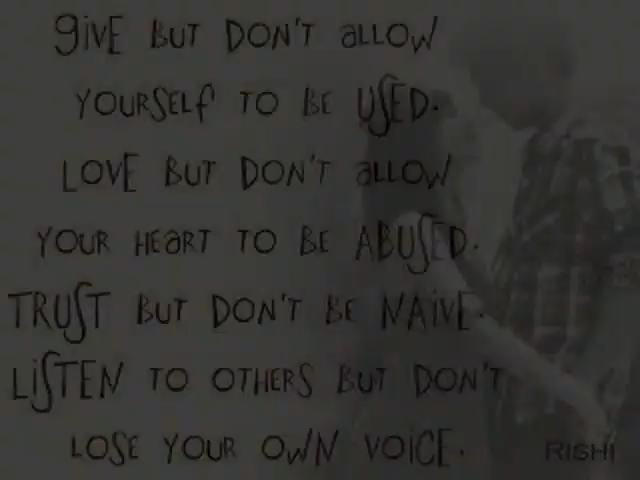 giVE BUT DON'T allOW
YOURSElf TO BE USED.
LOVE BUT DON'T allOW
YOUR HEaRT TO BE ABUSED.
TRUST BUT DON'T BE NAiVE.
LiSTEN TO OTHERS BUT DON'T
LOSE YOUR OWN VOiCE.
RISHI